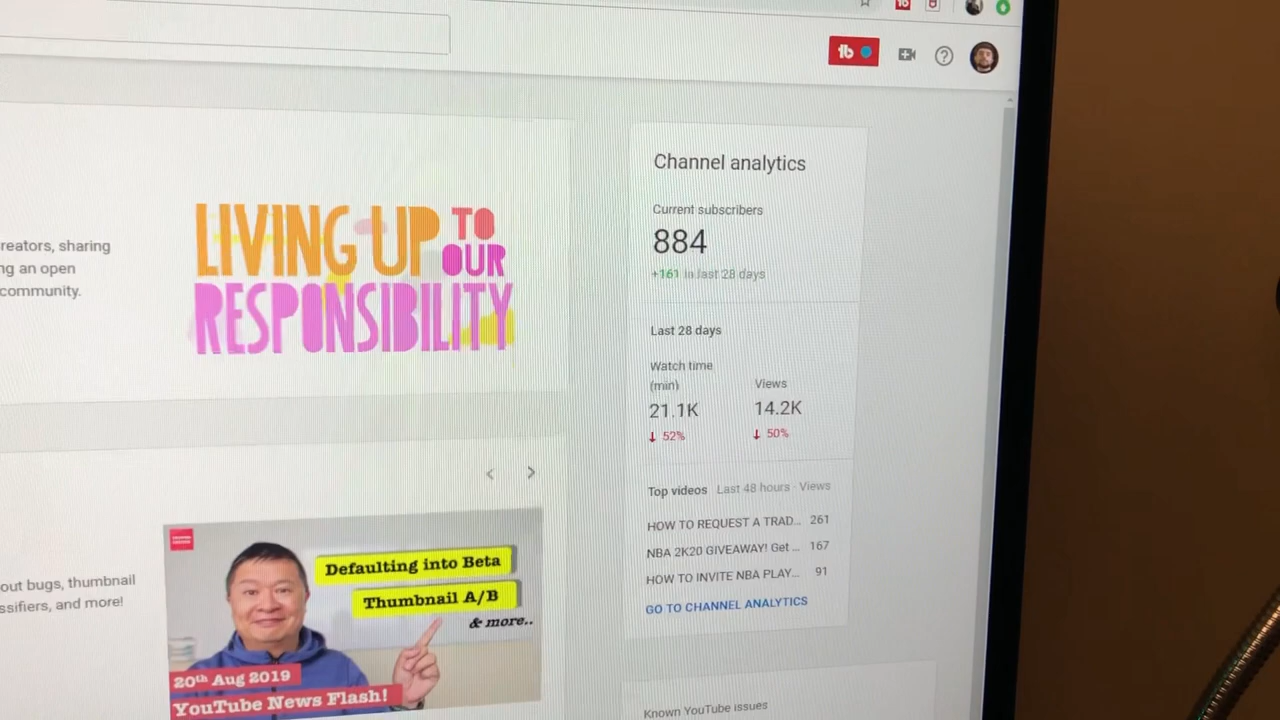 tb
reators, sharing
ng an open
community.
LIVING UP TO
OUR
RESPONSIBILITY
Channel analytics
Current subscribers
884
+161 in last 28 days
Last 28 days
Watch time
(min)
Views
21.1K
14.2K
52%
50%
Top videos Last 48 hours · Views
HOW TO REQUEST A TRAD... 261
NBA 2K20 GIVEAWAY! Get ... 167
HOW TO INVITE NBA PLAY... 91
GO TO CHANNEL ANALYTICS
out bugs, thumbnail
ssifiers, and more!
Defaulting into Beta
Thumbnail A/B
& more..
20th Aug 2019
YouTube News Flash!
Known YouTube issues